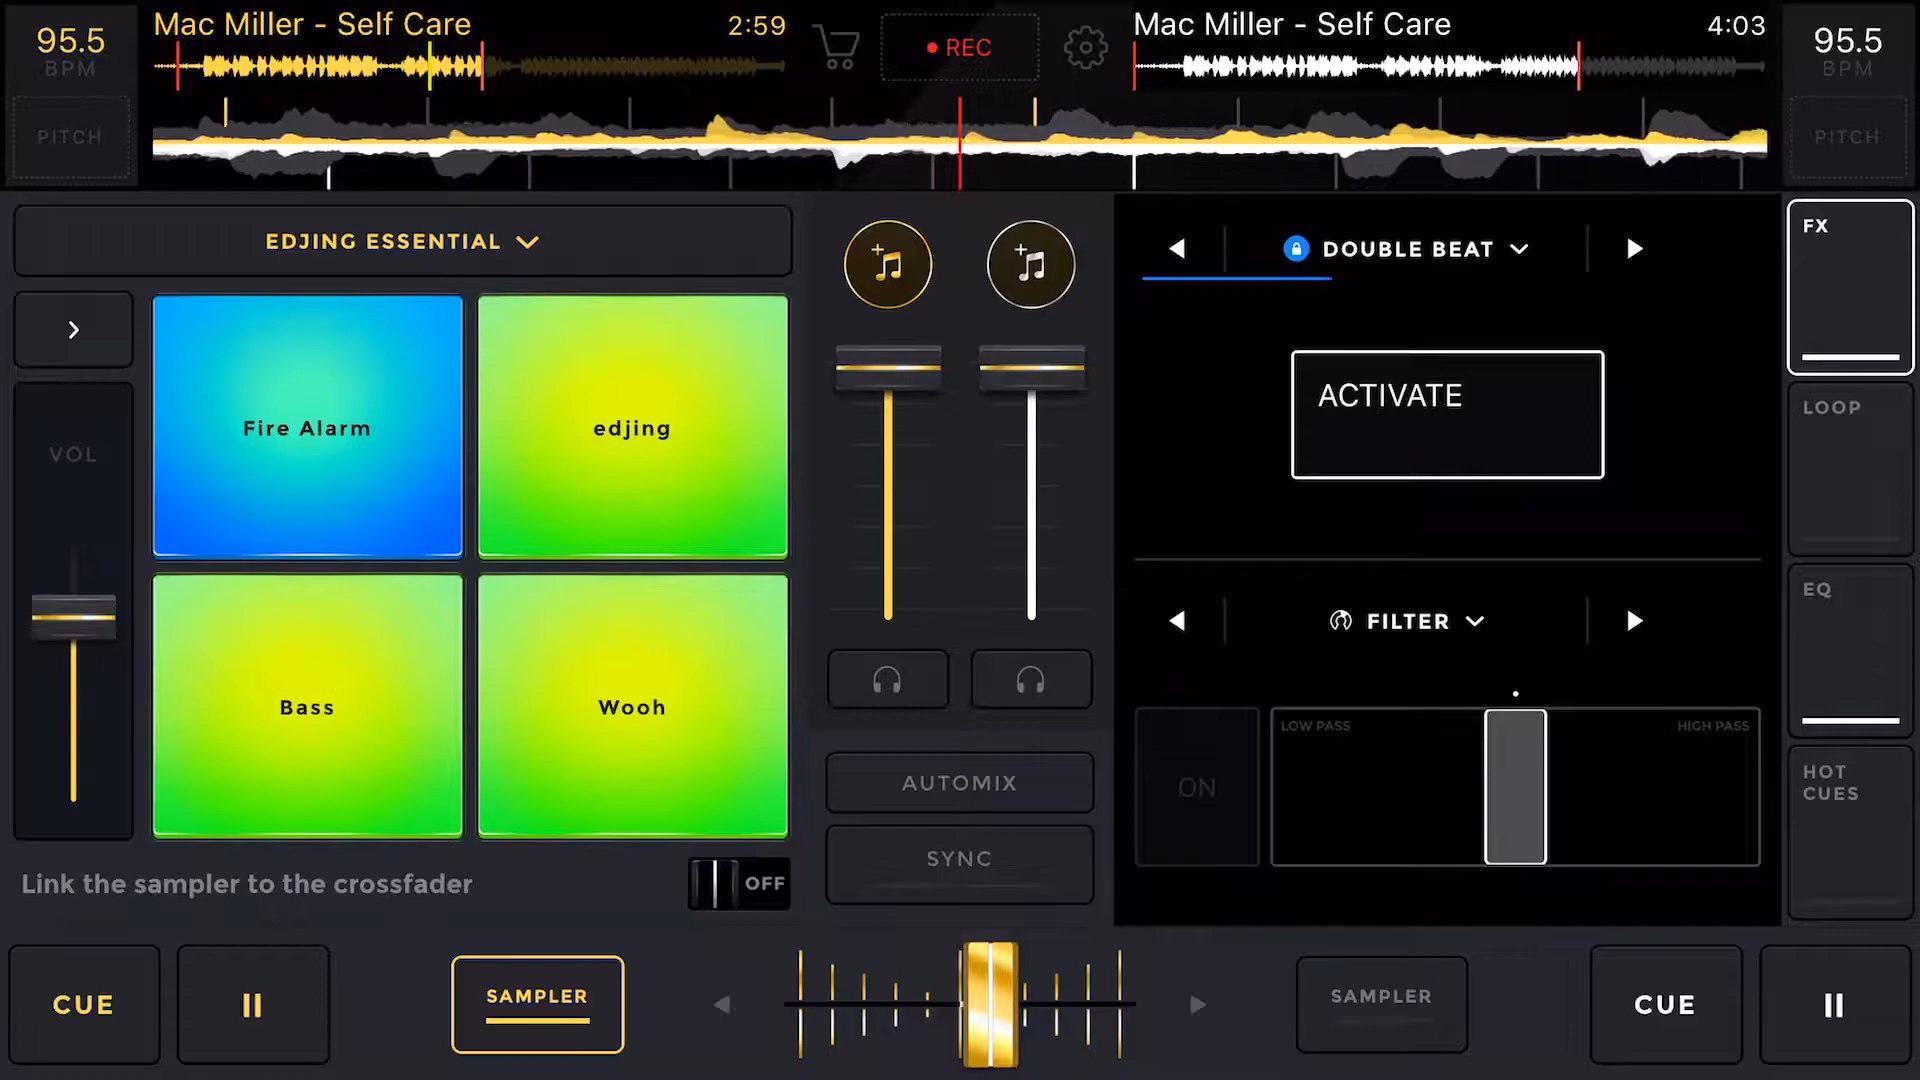 95.5
BPM
PITCH
Mac Miller - Self Care
2:59
REC
Mac Miller - Self Care
4:03
95.5
BPM
PITCH
EDJING ESSENTIAL
VOL
Fire Alarm
edjing
Bass
Wooh
Link the sampler to the crossfader
OFF
AUTOMIX
SYNC
DOUBLE BEAT
ACTIVATE
FILTER
LOW PASS
HIGH PASS
ON
FX
LOOP
EQ
HOT
CUES
CUE
SAMPLER
SAMPLER
CUE